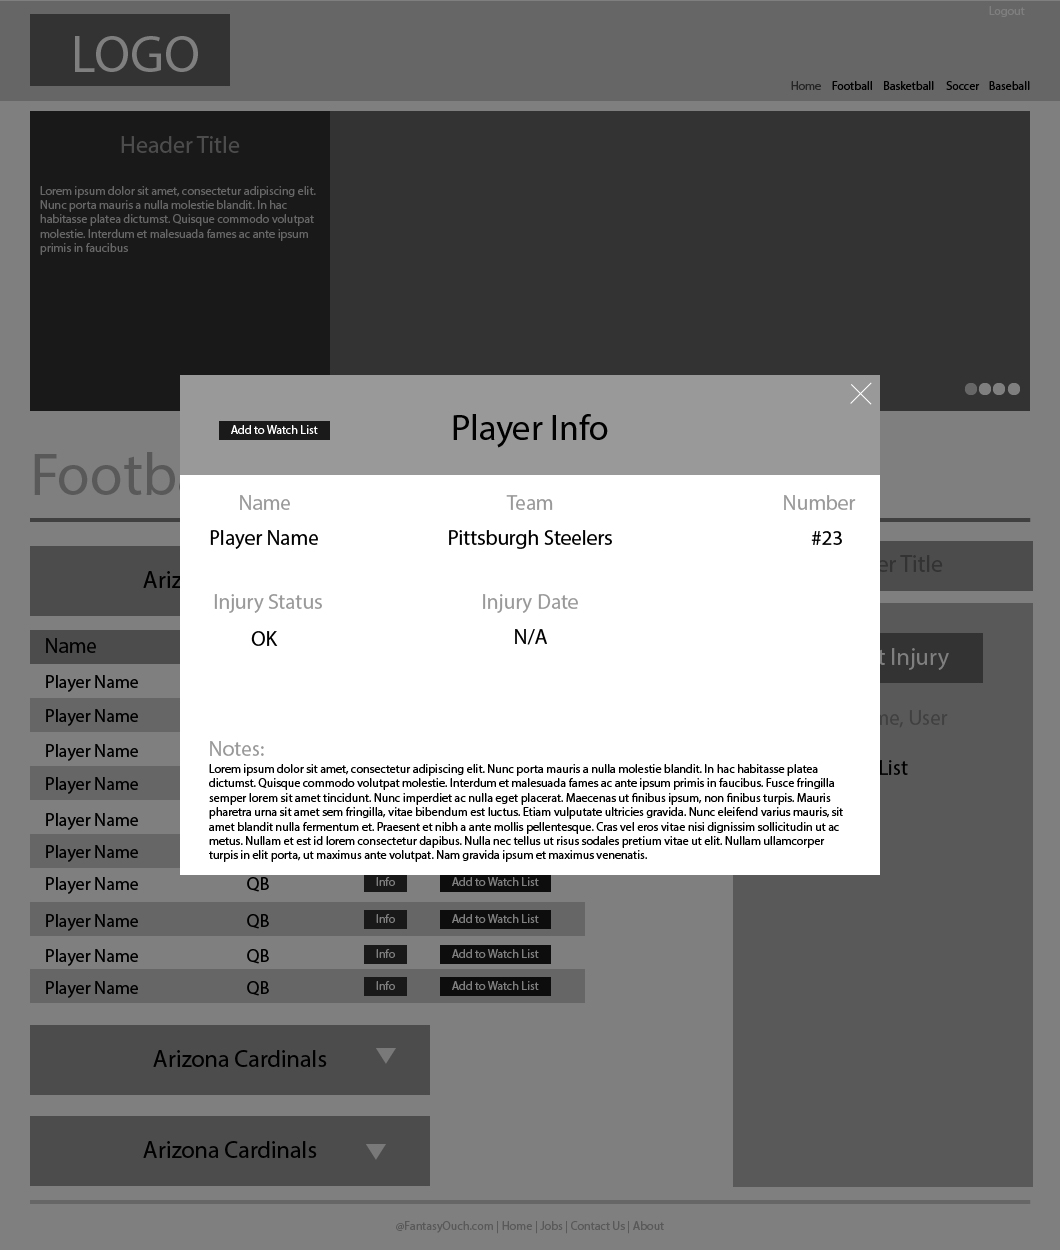 Logout
LOGO
Home Football Basketball Soccer Baseball
Header Title
Lorem ipsum dolor sit amet, consectetur adipiscing elit.
Nunc porta mauris a nulla molestie blandit. In hac
habitasse platea dictumst. Quisque commodo volutpat
molestie. Interdum et malesuada fames ac ante ipsum
primis in faucibus
Add to Watch List
Player Info
Name Team Number
Player Name Pittsburgh Steelers #23
Injury Status Injury Date
OK N/A
Notes:
Lorem ipsum dolor sit amet, consectetur adipiscing elit. Nunc porta mauris a nulla molestie blandit. In hac habitasse platea
dictumst. Quisque commodo volutpat molestie. Interdum et malesuada fames ac ante ipsum primis in faucibus. Fusce fringilla
semper lorem sit amet tincidunt. Nunc imperdiet ac nulla eget placerat. Maecenas ut finibus ipsum, non finibus turpis. Mauris
pharetra urna sit amet sem fringilla, vitae bibendum est luctus. Etiam vulputate ultricies gravida. Nunc eleifend varius mauris, sit
amet blandit nulla fermentum et. Praesent et nibh a ante mollis pellentesque. Cras vel eros vitae nisi dignissim sollicitudin ut ac
metus. Nullam et est id lorem consectetur dapibus. Nulla nec tellus ut risus sodales pretium vitae ut elit. Nullam ullamcorper
turpis in elit porta, ut maximus ante volutpat. Nam gravida ipsum et maximus venenatis.
Footb
Ariz
Name
Player Name
Player Name
Player Name
Player Name
Player Name
Player Name
Player Name QB Info Add to Watch List
Player Name QB Info Add to Watch List
Player Name QB Info Add to Watch List
Player Name QB Info Add to Watch List
er Title
t Injury
ne, User
List
Arizona Cardinals
Arizona Cardinals
@FantasyOuch.com | Home | Jobs | Contact Us | About